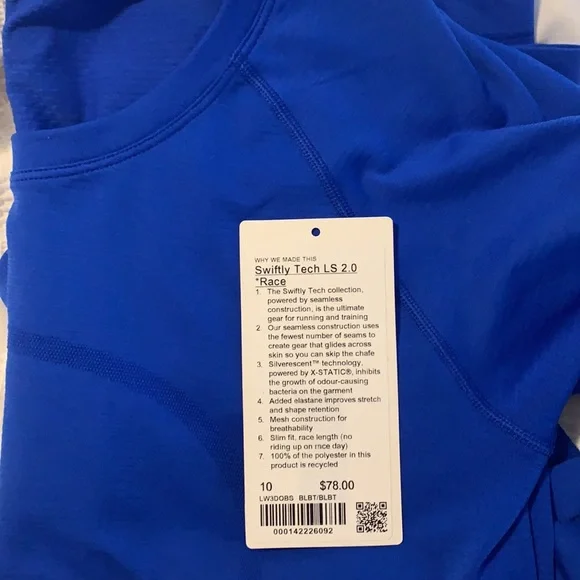 WHY WE MADE THIS
Swiftly Tech LS 2.0
*Race
1. The Swiftly Tech collection,
powered by seamless
construction, is the ultimate
gear for running and training
2. Our seamless construction uses
the fewest number of seams to
create gear that glides across
skin so you can skip the chafe
3. Silverescent™ technology,
powered by X-STATIC®, inhibits
the growth of odour-causing
bacteria on the garment
4. Added elastane improves stretch
and shape retention
5. Mesh construction for
breathability
6. Slim fit, race length (no
riding up on race day)
7. 100% of the polyester in this
product is recycled
10 $78.00
LW3DQBS BLBT/BLBT
000142226092